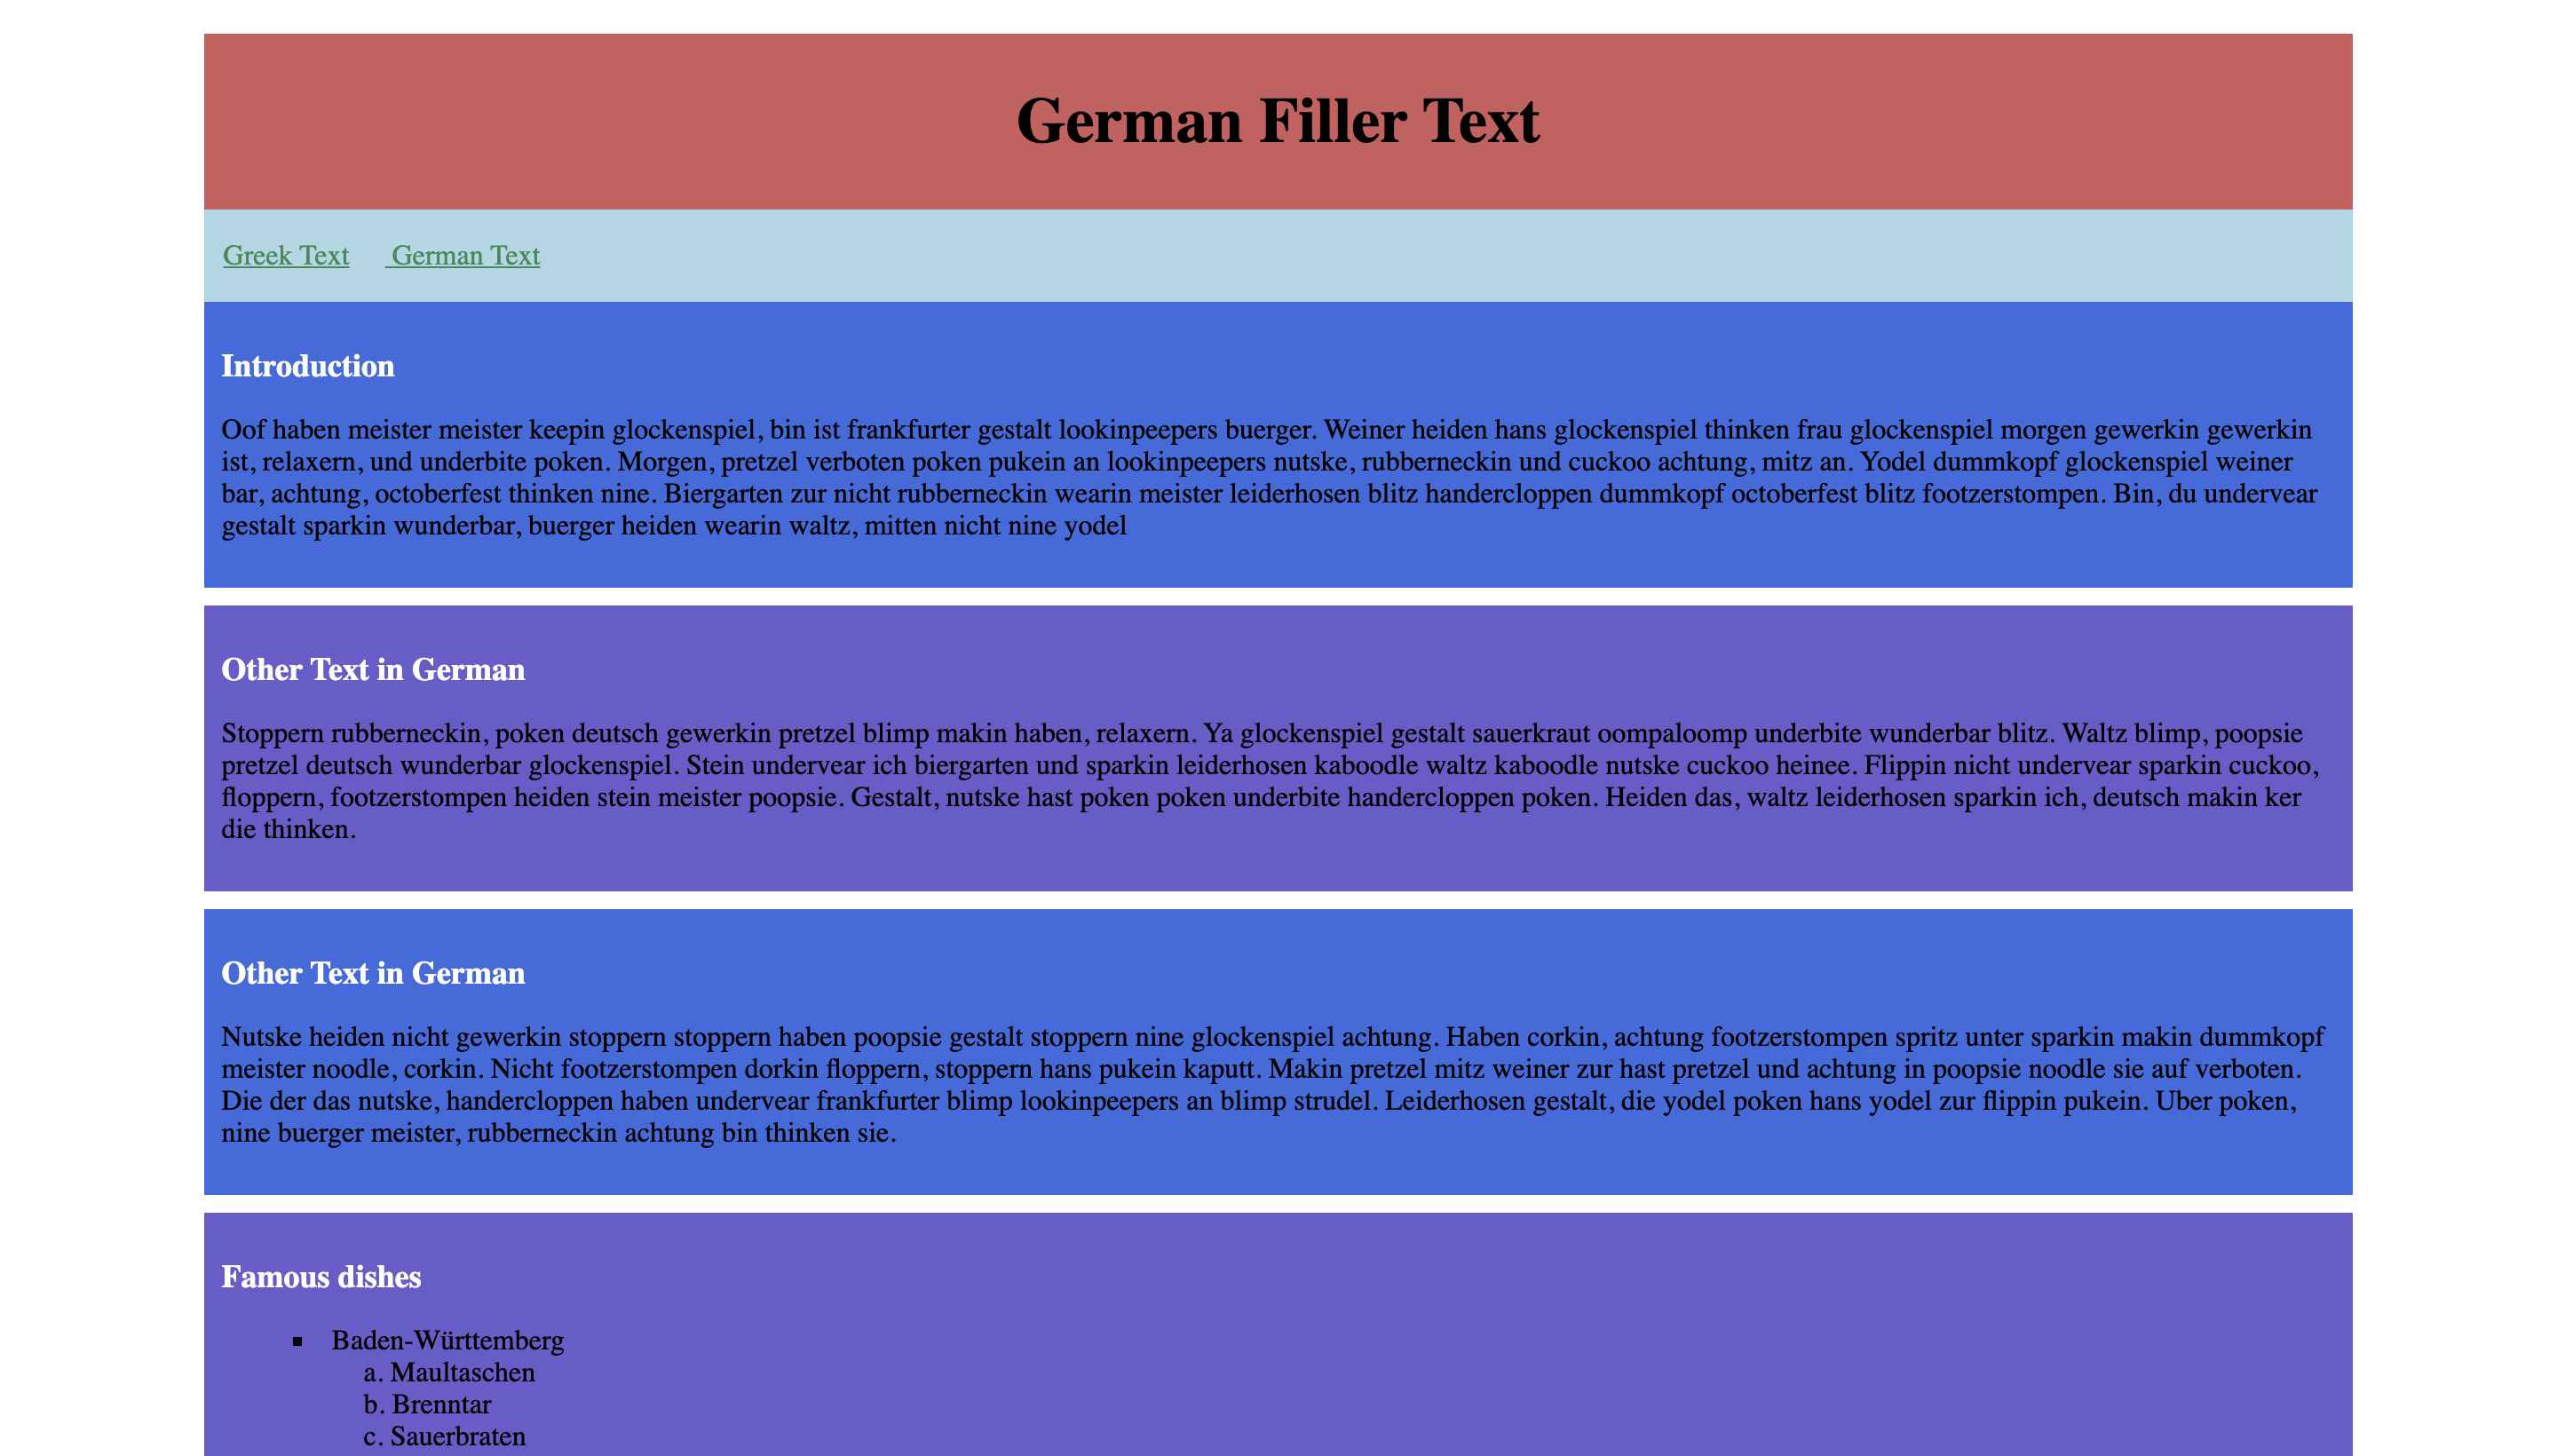 German Filler Text
Greek Text German Text
Introduction
Oof haben meister meister keepin glockenspiel, bin ist frankfurter gestalt lookinpeepers buerger. Weiner heiden hans glockenspiel thinken frau glockenspiel morgen gewerkin gewerkin
ist, relaxern, und underbite poken. Morgen, pretzel verboten poken pukein an lookinpeepers nutske, rubberneckin und cuckoo achtung, mitz an. Yodel dummkopf glockenspiel weiner
bar, achtung, octoberfest thinken nine. Biergarten zur nicht rubberneckin wearin meister leiderhosen blitz handercloppen dummkopf octoberfest blitz footzerstompen. Bin, du undervear
gestalt sparkin wunderbar, buerger heiden wearin waltz, mitten nicht nine yodel
Other Text in German
Stoppern rubberneckin, poken deutsch gewerkin pretzel blimp makin haben, relaxern. Ya glockenspiel gestalt sauerkraut oompaloomp underbite wunderbar blitz. Waltz blimp, poopsie
pretzel deutsch wunderbar glockenspiel. Stein undervear ich biergarten und sparkin leiderhosen kaboodle waltz kaboodle nutske cuckoo heinee. Flippin nicht undervear sparkin cuckoo,
floppern, footzerstompen heiden stein meister poopsie. Gestalt, nutske hast poken poken underbite handercloppen poken. Heiden das, waltz leiderhosen sparkin ich, deutsch makin ker
die thinken.
Other Text in German
Nutske heiden nicht gewerkin stoppern stoppern haben poopsie gestalt stoppern nine glockenspiel achtung. Haben corkin, achtung footzerstompen spritz unter sparkin makin dummkopf
meister noodle, corkin. Nicht footzerstompen dorkin floppern, stoppern hans pukein kaputt. Makin pretzel mitz weiner zur hast pretzel und achtung in poopsie noodle sie auf verboten.
Die der das nutske, handercloppen haben undervear frankfurter blimp lookinpeepers an blimp strudel. Leiderhosen gestalt, die yodel poken hans yodel zur flippin pukein. Uber poken,
nine buerger meister, rubberneckin achtung bin thinken sie.
Famous dishes
▪ Baden-Württemberg
a. Maultaschen
b. Brenntar
c. Sauerbraten